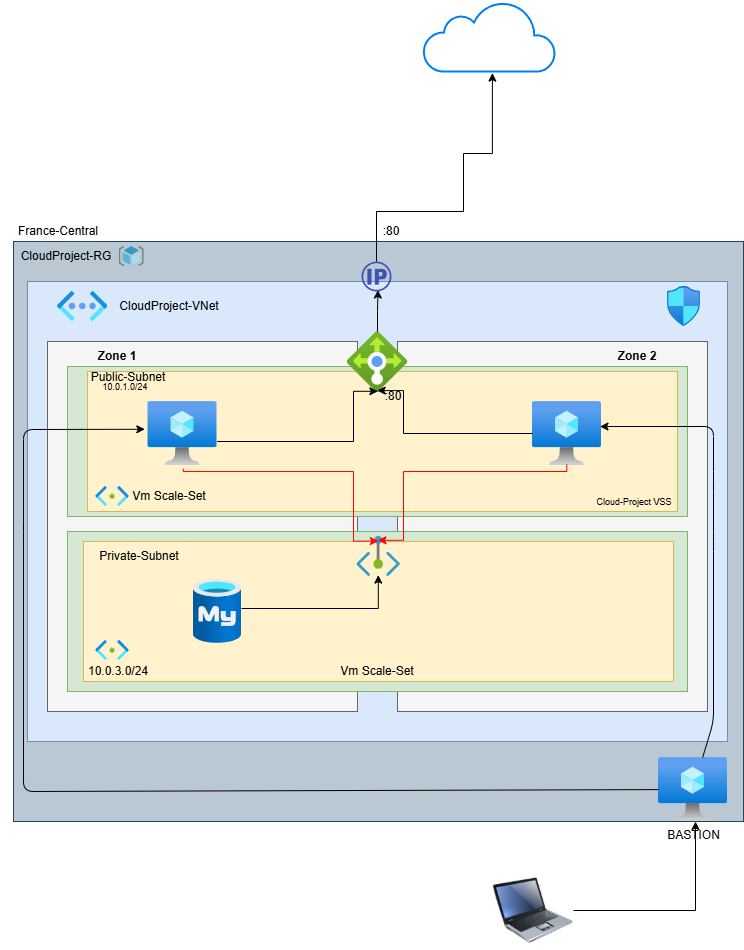 :80
France-Central
CloudProject-RG
IP
CloudProject-VNet
Zone 1
Zone 2
Public-Subnet
10.0.1.0/24
:80
Vm Scale-Set
Cloud-Project VSS
Private-Subnet
My
10.0.3.0/24
Vm Scale-Set
BASTION